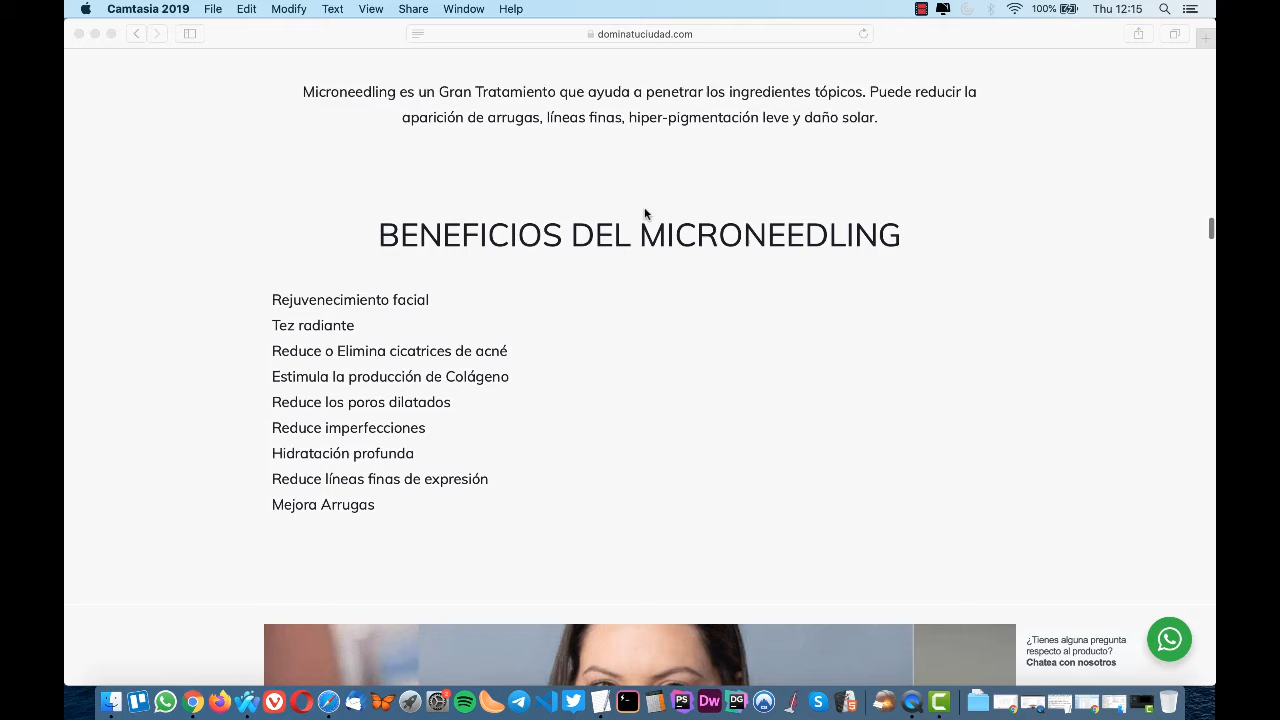 Camtasia 2019 File Edit Modify Text View Share Window Help 100% Thu 12:15
dominatuciudad.com
Microneedling es un Gran Tratamiento que ayuda a penetrar los ingredientes tópicos. Puede reducir la
aparición de arrugas, líneas finas, hiper-pigmentación leve y daño solar.
BENEFICIOS DEL MICRONEEDLING
Rejuvenecimiento facial
Tez radiante
Reduce o Elimina cicatrices de acné
Estimula la producción de Colágeno
Reduce los poros dilatados
Reduce imperfecciones
Hidratación profunda
Reduce líneas finas de expresión
Mejora Arrugas
¿Tienes alguna pregunta
respecto al producto?
Chatea con nosotros
PS Dw DG